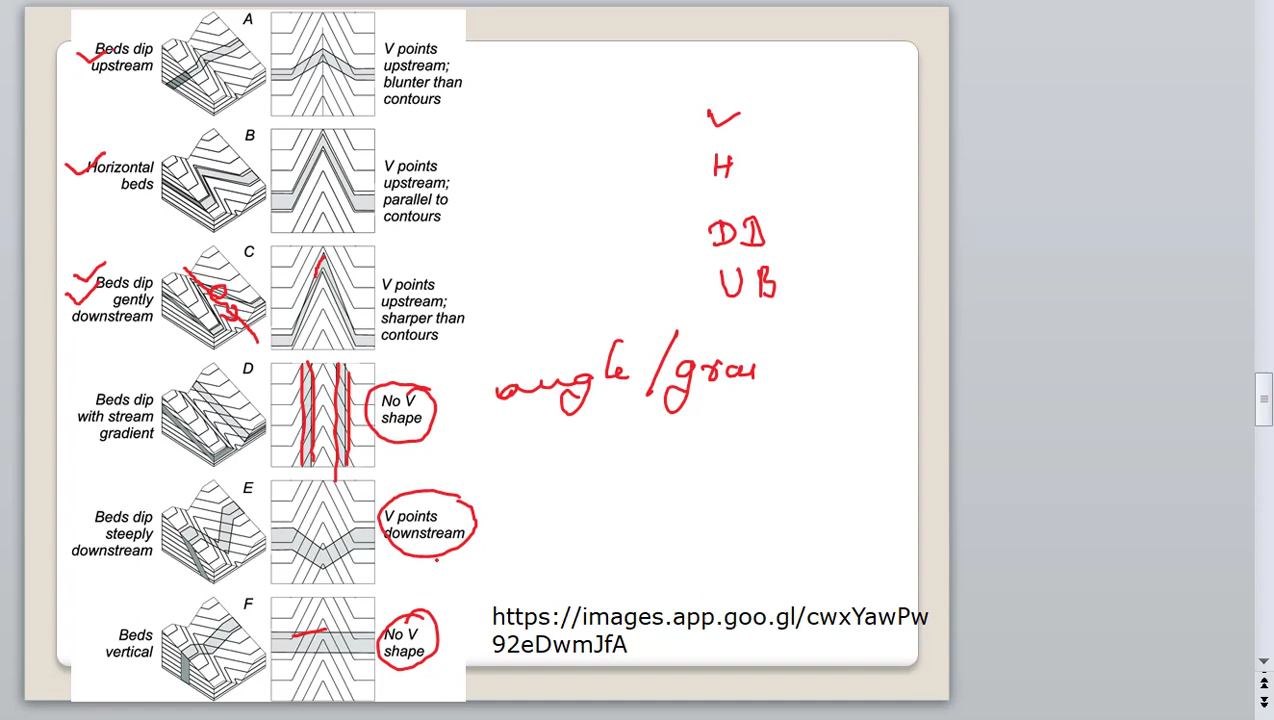 A
Beds dip
upstream
V points
upstream;
blunter than
contours
B
Horizontal
beds
V points
upstream;
parallel to
contours
C
Beds dip
gently
downstream
V points
upstream;
sharper than
contours
D
Beds dip
with stream
gradient
No V
shape
E
Beds dip
steeply
downstream
V points
downstream
F
Beds
vertical
No V
shape
H
DB
UB
angle/gra
https://images.app.goo.gl/cwxYawPw
92eDwmJfA